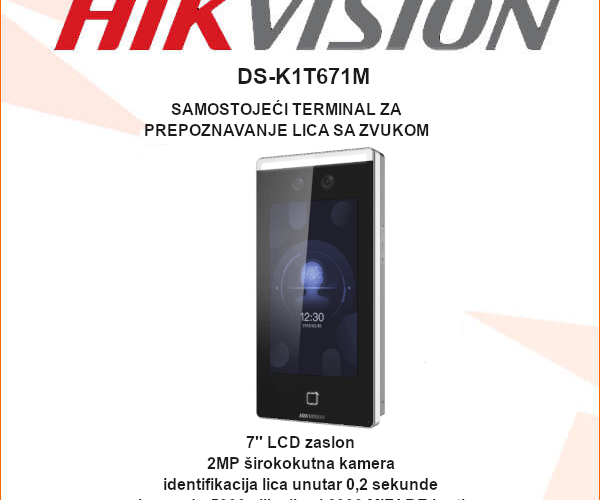 HIKVISION
DS-K1T671M
SAMOSTOJEĆI TERMINAL ZA
PREPOZNAVANJE LICA SA ZVUKOM
12:30
HIKVISION
7" LCD zaslon
2MP širokokutna kamera
identifikacija lica unutar 0,2 sekunde